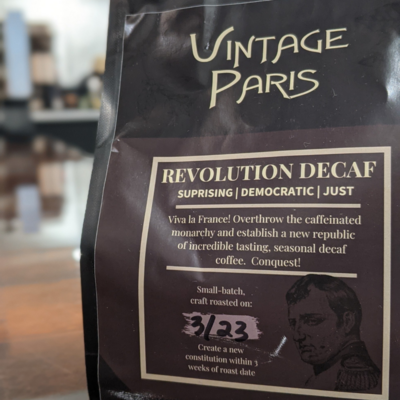 VINTAGE
PARIS
REVOLUTION DECAF
SUPRISING | DEMOCRATIC | JUST
Viva la France! Overthrow the caffeinated
monarchy and establish a new republic
of incredible tasting, seasonal decaf
coffee. Conquest!
Small-batch,
craft roasted on:
3/23
Create a new
constitution within 3
weeks of roast date